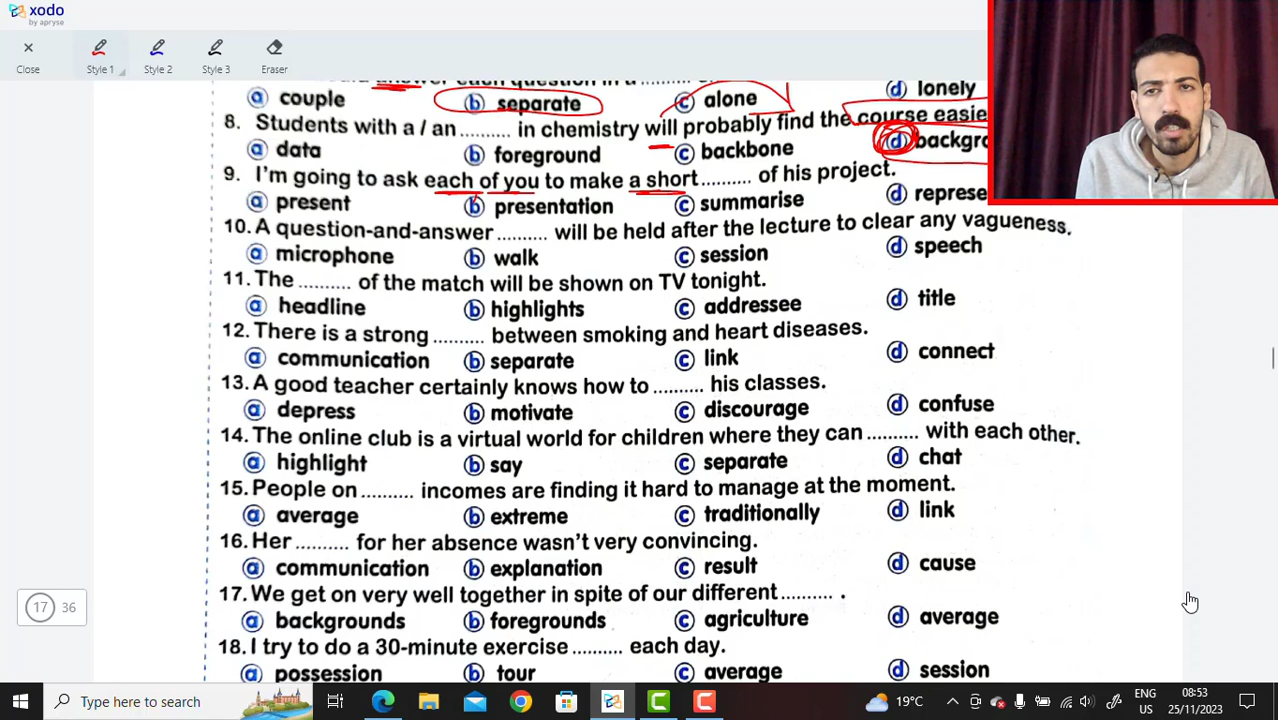 xodo
by apryse
Close
Style 1
Style 2
Style 3
Eraser
answer each question in a ..........
a couple b separate c alone d lonely
8. Students with a / an .......... in chemistry will probably find the course easie
a data b foreground c backbone d backgro
9. I'm going to ask each of you to make a short .......... of his project.
a present b presentation c summarise d represe
10. A question-and-answer .......... will be held after the lecture to clear any vagueness.
a microphone b walk c session d speech
11. The .......... of the match will be shown on TV tonight.
a headline b highlights c addressee d title
12. There is a strong .......... between smoking and heart diseases.
a communication b separate c link d connect
13. A good teacher certainly knows how to .......... his classes.
a depress b motivate c discourage d confuse
14. The online club is a virtual world for children where they can .......... with each other.
a highlight b say c separate d chat
15. People on .......... incomes are finding it hard to manage at the moment.
a average b extreme c traditionally d link
16. Her .......... for her absence wasn't very convincing.
a communication b explanation c result d cause
17. We get on very well together in spite of our different .......... .
a backgrounds b foregrounds c agriculture d average
18. I try to do a 30-minute exercise .......... each day.
a possession b tour c average d session
17 36
Type here to search
19°C
ENG
US
08:53
25/11/2023